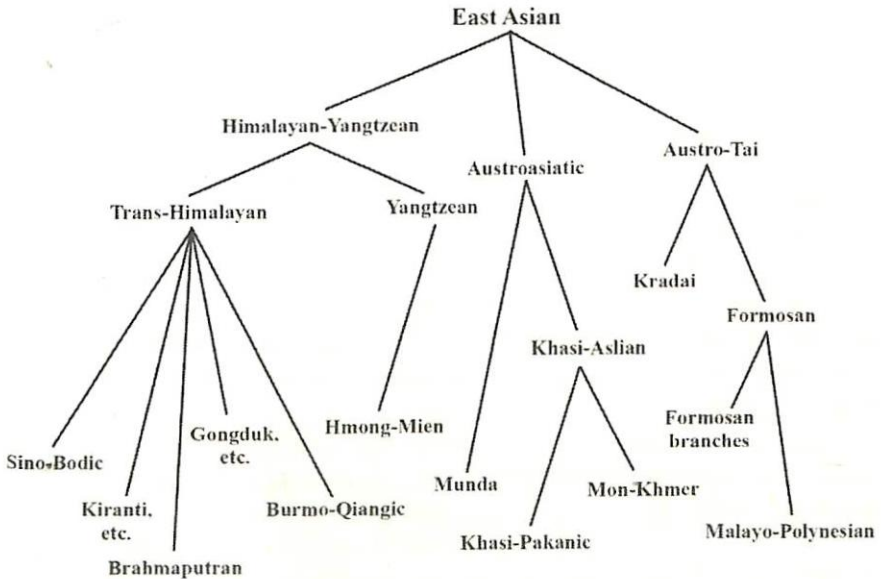 East Asian
Himalayan-Yangtzean
Austroasiatic
Austro-Tai
Trans-Himalayan
Yangtzean
Kradai
Formosan
Khasi-Aslian
Sino-Bodic
Gongduk,
etc.
Hmong-Mien
Formosan
branches
Kiranti,
etc.
Burmo-Qiangic
Munda
Mon-Khmer
Brahmaputran
Khasi-Pakanic
Malayo-Polynesian